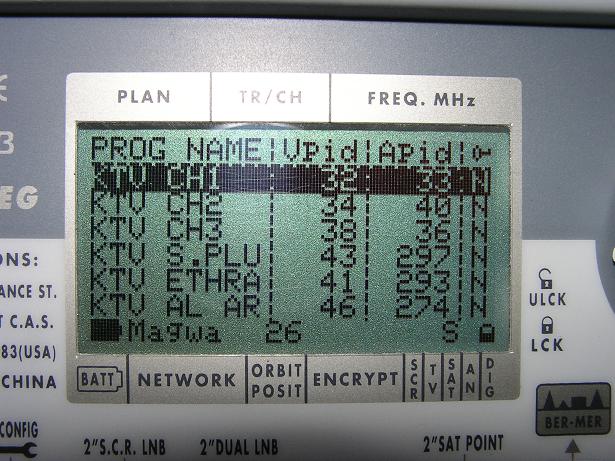 PLAN TR/CH FREQ. MHz
PROG NAME Vpid APid
KTV CH1 32 33 N
KTV CH2 34 40 N
KTV CH3 38 36 N
KTV S.PLU 43 297 N
KTV ETHRA 41 293 N
KTV AL AR 46 274 N
Magwa 26 S
BATT NETWORK ORBIT POSIT ENCRYPT SCR TV SAT AN DIG
3
EG
ONS:
ANCE ST.
T C.A.S.
83(USA)
CHINA
ULCK
LCK
BER-MER
CONFIG
2"S.C.R. LNB 2"DUAL LNB 2"SAT POINT